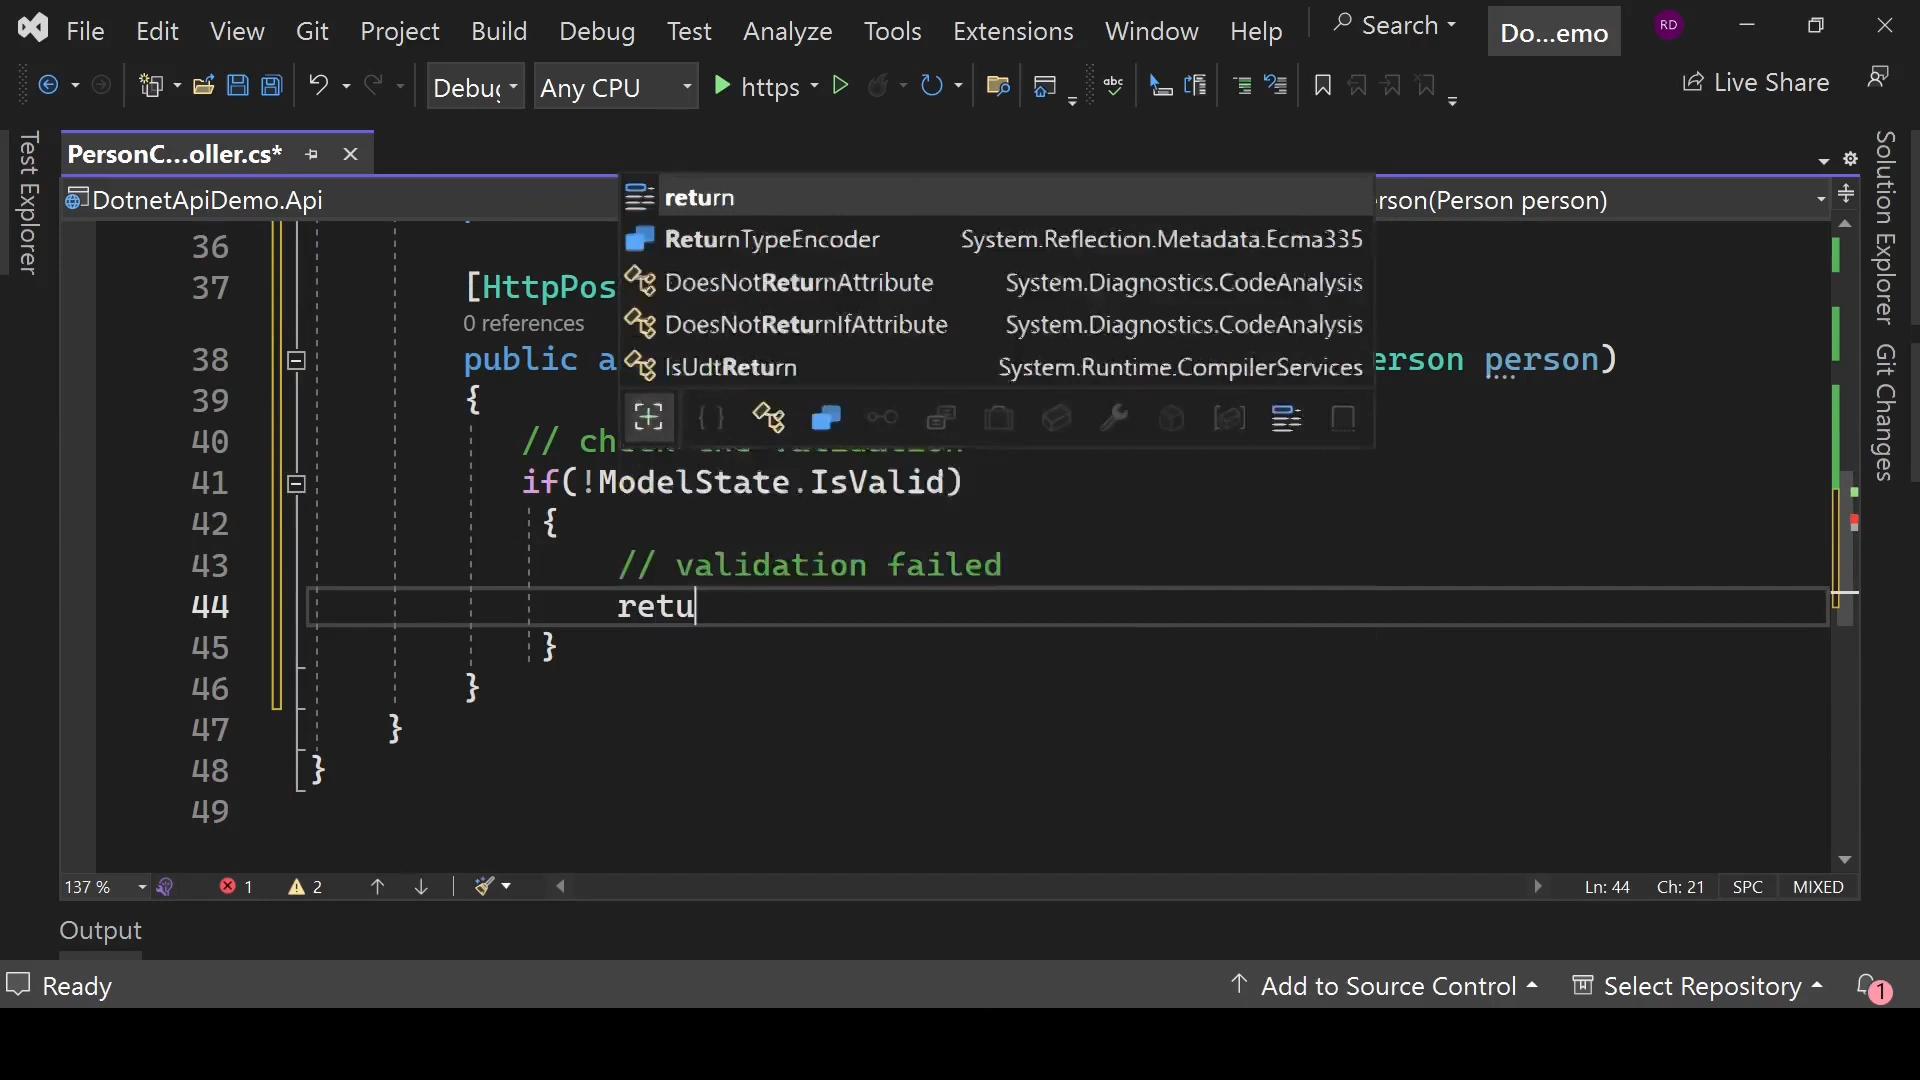 File Edit View Git Project Build Debug Test Analyze Tools Extensions Window Help Search Do...emo RD
Debug Any CPU https abc Live Share
Test Explorer
PersonC...oller.cs*
DotnetApiDemo.Api rson(Person person)
return
ReturnTypeEncoder System.Reflection.Metadata.Ecma335
DoesNotReturnAttribute System.Diagnostics.CodeAnalysis
DoesNotReturnIfAttribute System.Diagnostics.CodeAnalysis
IsUdtReturn System.Runtime.CompilerServices
36
37 [HttpPos
0 references
38 public a erson person)
39 {
40 // ch
41 if(!ModelState.IsValid)
42 {
43 // validation failed
44 retu
45 }
46 }
47 }
48 }
49
137 % 1 2 Ln: 44 Ch: 21 SPC MIXED
Output
Ready Add to Source Control Select Repository 1
Solution Explorer
Git Changes